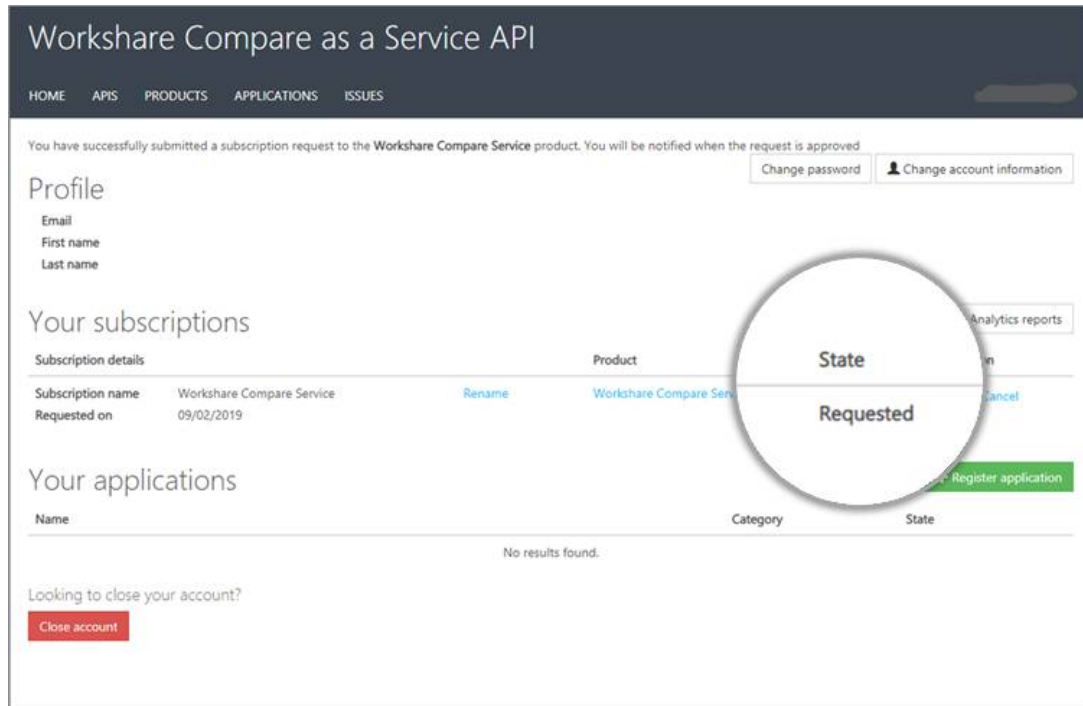 Workshare Compare as a Service API
HOME APIS PRODUCTS APPLICATIONS ISSUES
You have successfully submitted a subscription request to the Workshare Compare Service product. You will be notified when the request is approved
Change password Change account information
Profile
Email
First name
Last name
Your subscriptions
Analytics reports
Subscription details Product State
Subscription name Workshare Compare Service Rename Workshare Compare Requested Cancel
Requested on 09/02/2019
Your applications
Register application
Name Category State
No results found.
Looking to close your account?
Close account